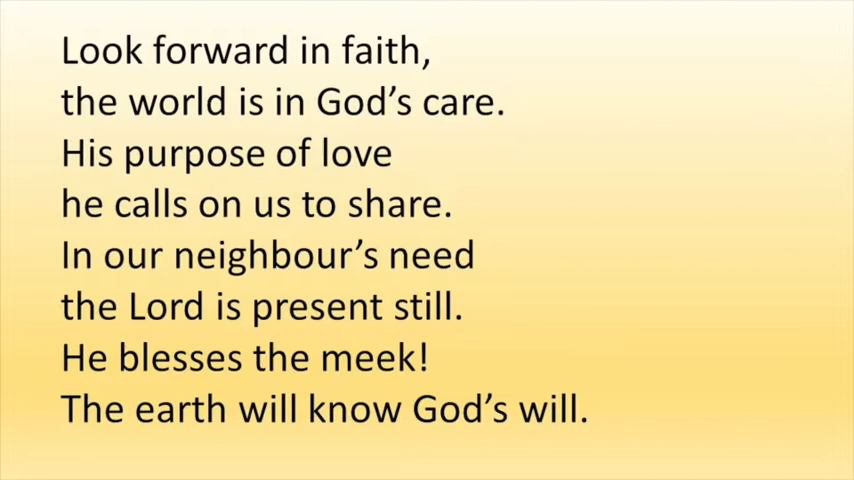 Look forward in faith,
the world is in God’s care.
His purpose of love
he calls on us to share.
In our neighbour’s need
the Lord is present still.
He blesses the meek!
The earth will know God’s will.